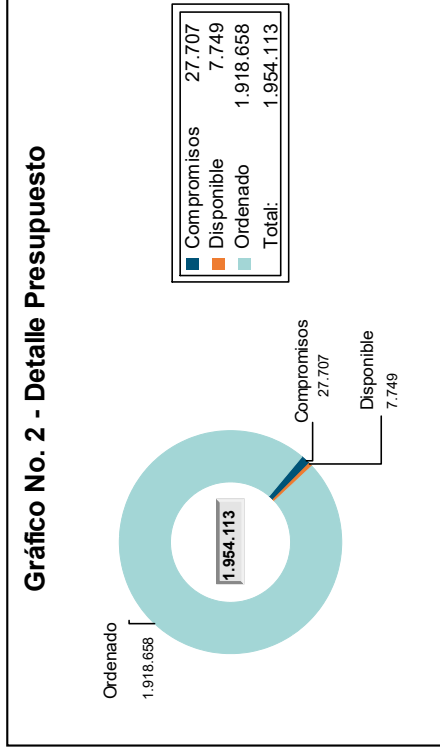 Gráfico No. 2 - Detalle Presupuesto
Ordenado
1.918.658
1.954.113
Compromisos
27.707
Disponible
7.749
Compromisos 27.707
Disponible 7.749
Ordenado 1.918.658
Total: 1.954.113